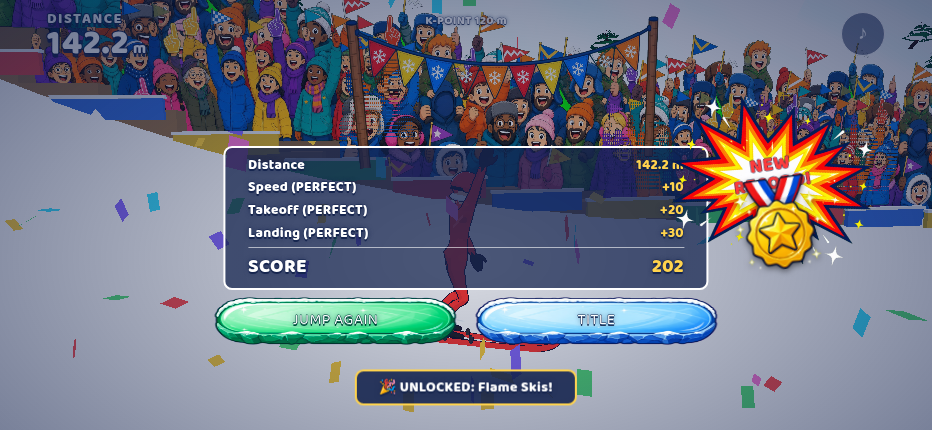 DISTANCE
142.2 m
K-POINT 120 m
Distance 142.2 m
Speed (PERFECT) +10
Takeoff (PERFECT) +20
Landing (PERFECT) +30
SCORE 202
NEW
JUMP AGAIN
TITLE
UNLOCKED: Flame Skis!